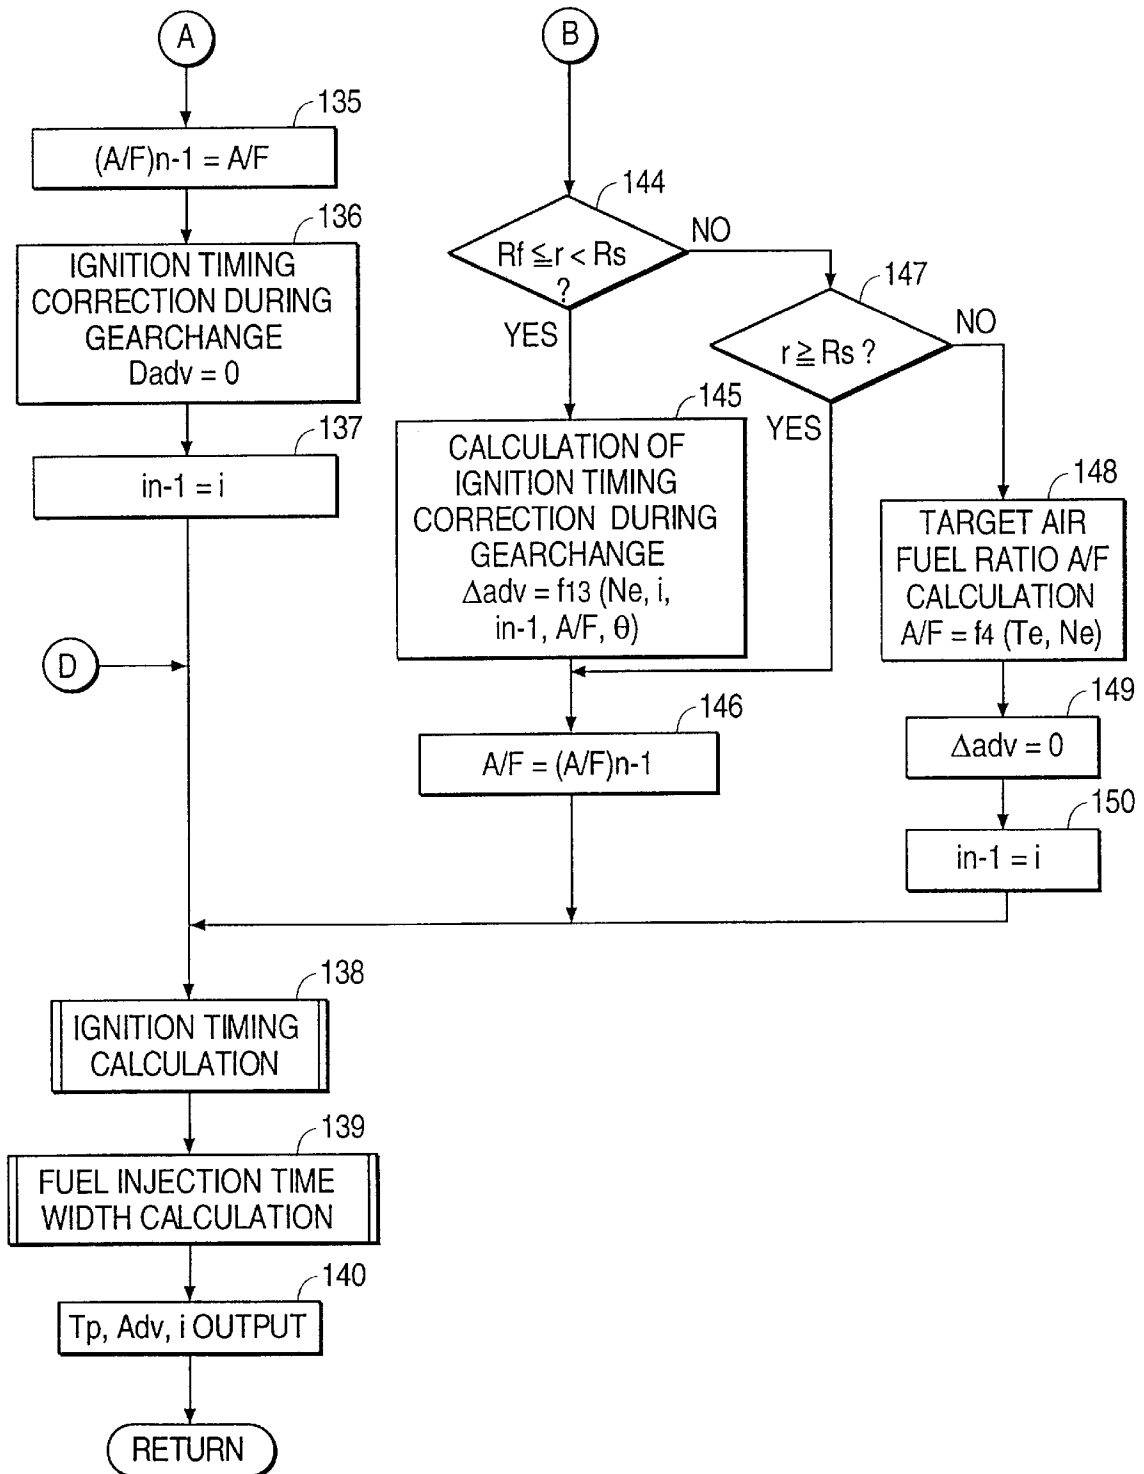 A
135
(A/F)n-1 = A/F
136
IGNITION TIMING
CORRECTION DURING
GEARCHANGE
Dadv = 0
137
in-1 = i
D
B
144
Rf ≦ r < Rs
?
NO
YES
147
r ≧ Rs ?
NO
YES
145
CALCULATION OF
IGNITION TIMING
CORRECTION DURING
GEARCHANGE
Δadv = f13 (Ne, i,
in-1, A/F, θ)
146
A/F = (A/F)n-1
148
TARGET AIR
FUEL RATIO A/F
CALCULATION
A/F = f4 (Te, Ne)
149
Δadv = 0
150
in-1 = i
138
IGNITION TIMING
CALCULATION
139
FUEL INJECTION TIME
WIDTH CALCULATION
140
Tp, Adv, i OUTPUT
RETURN